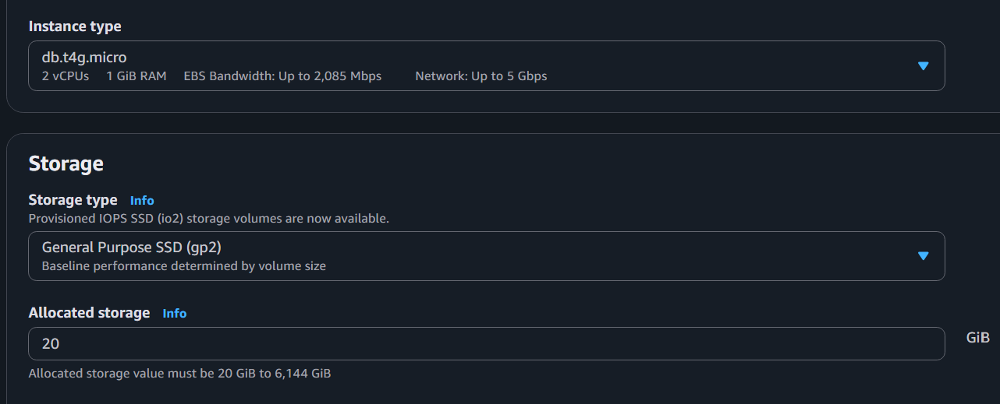 Instance type
db.t4g.micro
2 vCPUs 1 GiB RAM EBS Bandwidth: Up to 2,085 Mbps Network: Up to 5 Gbps
Storage
Storage type Info
Provisioned IOPS SSD (io2) storage volumes are now available.
General Purpose SSD (gp2)
Baseline performance determined by volume size
Allocated storage Info
20
GiB
Allocated storage value must be 20 GiB to 6,144 GiB